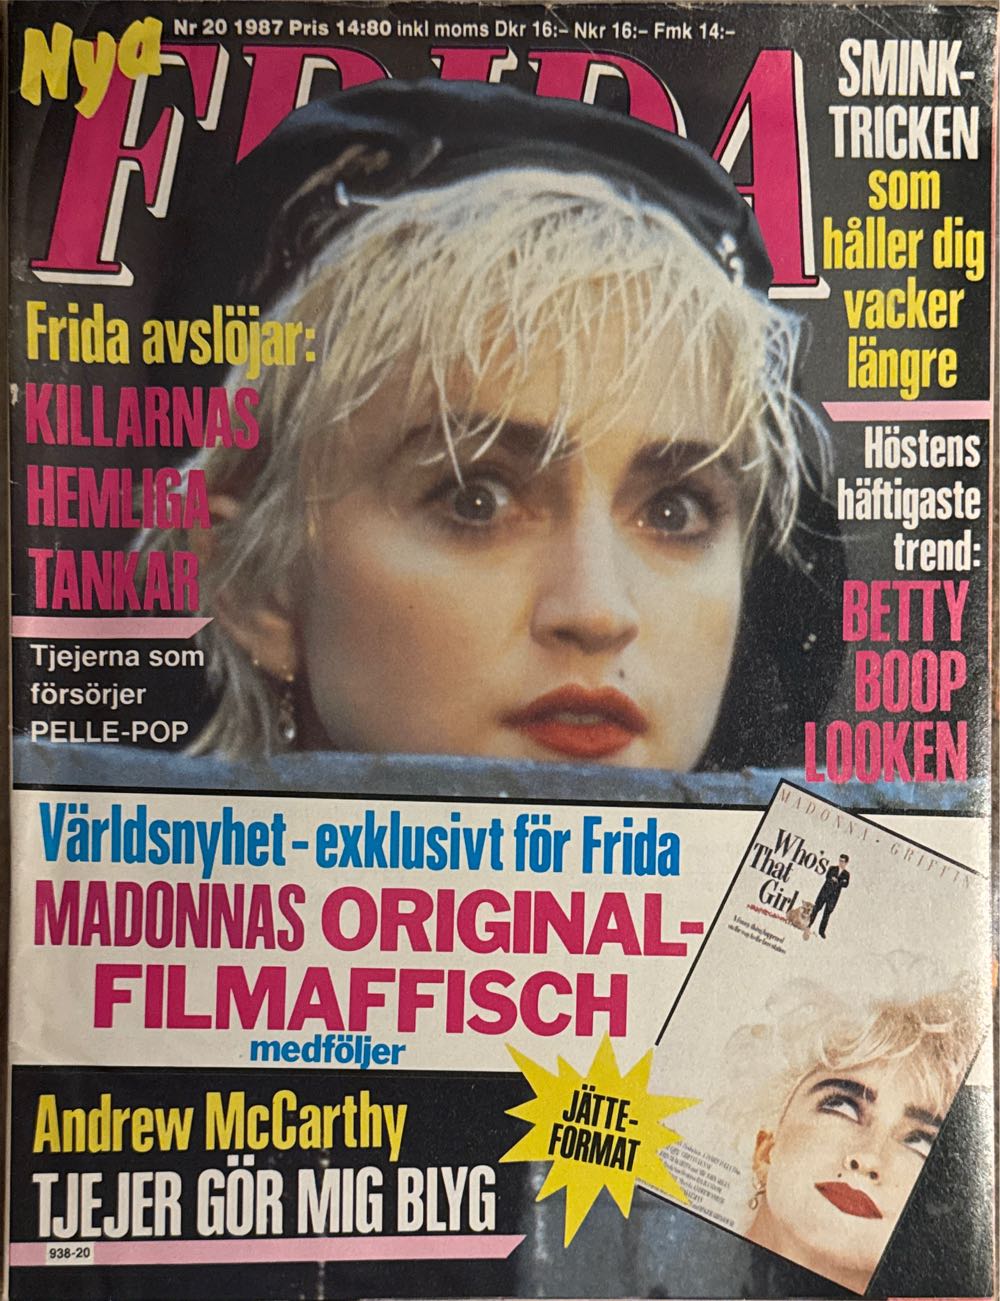 Nr 20 1987 Pris 14:80 inkl moms Dkr 16:- Nkr 16:- Fmk 14:-
Nya
FRIDA
SMINK-
TRICKEN
som
håller dig
vacker
längre
Frida avslöjar:
KILLARNAS
HEMLIGA
TANKAR
Tjejerna som
försörjer
PELLE-POP
Höstens
häftigaste
trend:
BETTY
BOOP
LOOKEN
Världsnyhet - exklusivt för Frida
MADONNAS ORIGINAL-
FILMAFFISCH
medföljer
MADONNA · GRIFFIN
Who's
That
Girl
JÄTTE-
FORMAT
Andrew McCarthy
TJEJER GÖR MIG BLYG
938-20